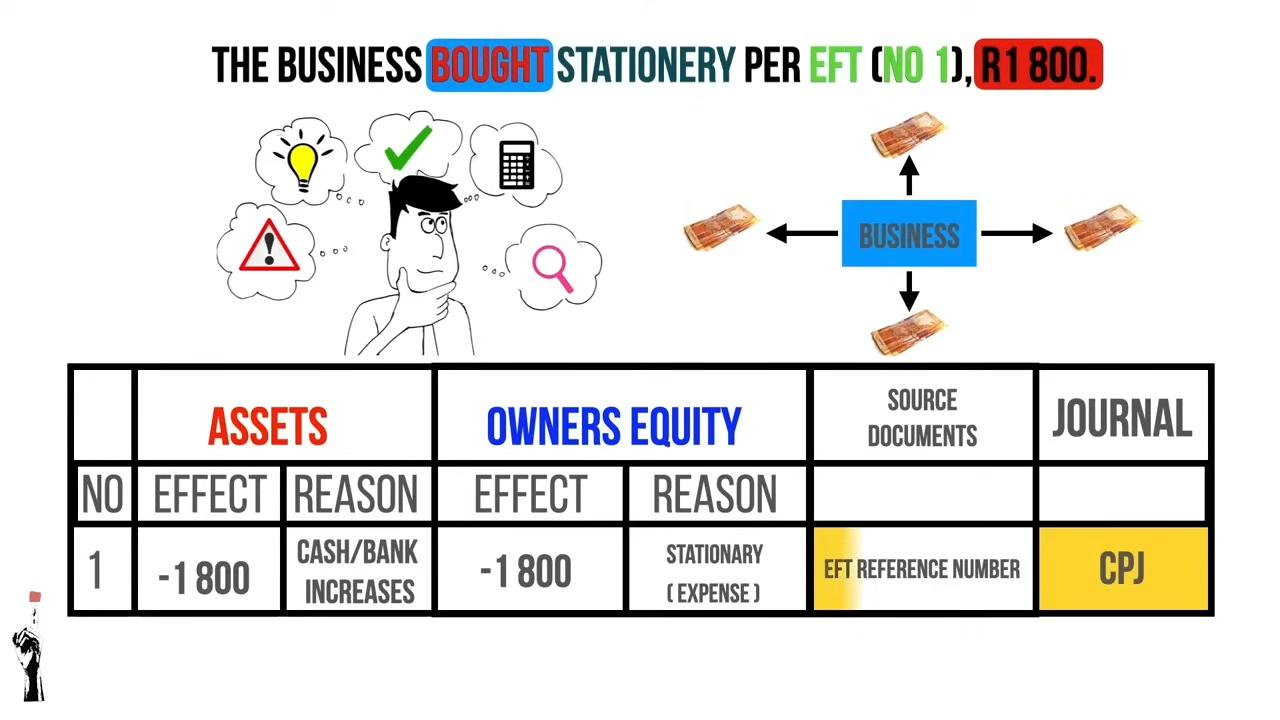 THE BUSINESS BOUGHT STATIONERY PER EFT (NO 1), R1 800.
BUSINESS
ASSETS
OWNERS EQUITY
SOURCE
DOCUMENTS
JOURNAL
NO
EFFECT
REASON
EFFECT
REASON
1
-1 800
CASH/BANK
INCREASES
-1 800
STATIONARY
( EXPENSE )
EFT REFERENCE NUMBER
CPJ